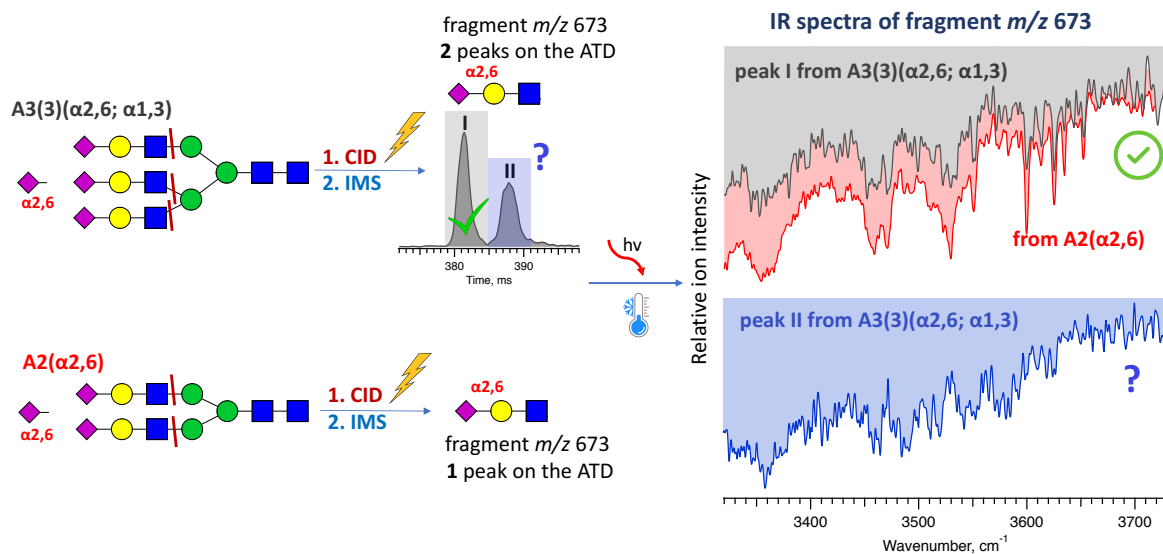 fragment m/z 673
2 peaks on the ATD
α2,6
A3(3)(α2,6; α1,3)
α2,6
1. CID
2. IMS
I
II
?
380
390
Time, ms
A2(α2,6)
α2,6
1. CID
2. IMS
α2,6
fragment m/z 673
1 peak on the ATD
hν
IR spectra of fragment m/z 673
peak I from A3(3)(α2,6; α1,3)
from A2(α2,6)
peak II from A3(3)(α2,6; α1,3)
?
Relative ion intensity
3400
3500
3600
3700
Wavenumber, cm-1